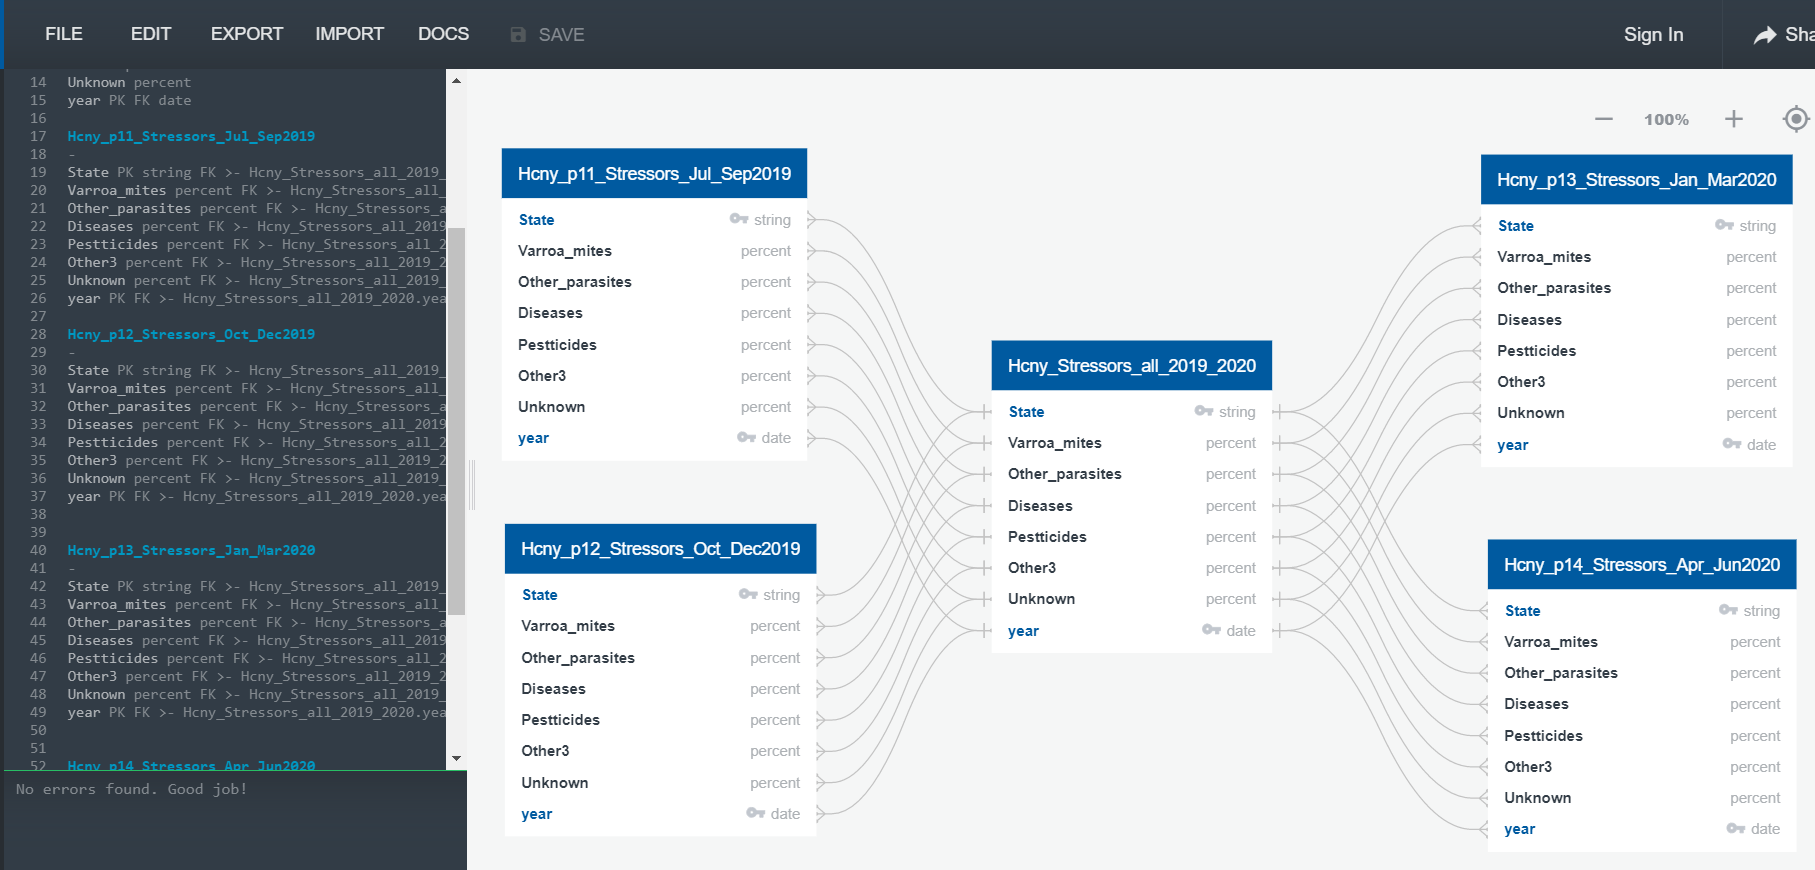 FILE EDIT EXPORT IMPORT DOCS SAVE Sign In
14 Unknown percent
15 year PK FK date
16
17 Hcny_p11_Stressors_Jul_Sep2019
18 -
19 State PK string FK >- Hcny_Stressors_all_2019_
20 Varroa_mites percent FK >- Hcny_Stressors_all_
21 Other_parasites percent FK >- Hcny_Stressors_a
22 Diseases percent FK >- Hcny_Stressors_all_2019
23 Pestticides percent FK >- Hcny_Stressors_all_2
24 Other3 percent FK >- Hcny_Stressors_all_2019_2
25 Unknown percent FK >- Hcny_Stressors_all_2019_
26 year PK FK >- Hcny_Stressors_all_2019_2020.yea
27
28 Hcny_p12_Stressors_Oct_Dec2019
29 -
30 State PK string FK >- Hcny_Stressors_all_2019_
31 Varroa_mites percent FK >- Hcny_Stressors_all_
32 Other_parasites percent FK >- Hcny_Stressors_a
33 Diseases percent FK >- Hcny_Stressors_all_2019
34 Pestticides percent FK >- Hcny_Stressors_all_2
35 Other3 percent FK >- Hcny_Stressors_all_2019_2
36 Unknown percent FK >- Hcny_Stressors_all_2019_
37 year PK FK >- Hcny_Stressors_all_2019_2020.yea
38
39
40 Hcny_p13_Stressors_Jan_Mar2020
41 -
42 State PK string FK >- Hcny_Stressors_all_2019_
43 Varroa_mites percent FK >- Hcny_Stressors_all_
44 Other_parasites percent FK >- Hcny_Stressors_a
45 Diseases percent FK >- Hcny_Stressors_all_2019
46 Pestticides percent FK >- Hcny_Stressors_all_2
47 Other3 percent FK >- Hcny_Stressors_all_2019_2
48 Unknown percent FK >- Hcny_Stressors_all_2019_
49 year PK FK >- Hcny_Stressors_all_2019_2020.yea
50
51
52 Hcny_p14_Stressors_Apr_Jun2020
No errors found. Good job!
100%
Hcny_p11_Stressors_Jul_Sep2019
State string
Varroa_mites percent
Other_parasites percent
Diseases percent
Pestticides percent
Other3 percent
Unknown percent
year date
Hcny_p12_Stressors_Oct_Dec2019
State string
Varroa_mites percent
Other_parasites percent
Diseases percent
Pestticides percent
Other3 percent
Unknown percent
year date
Hcny_Stressors_all_2019_2020
State string
Varroa_mites percent
Other_parasites percent
Diseases percent
Pestticides percent
Other3 percent
Unknown percent
year date
Hcny_p13_Stressors_Jan_Mar2020
State string
Varroa_mites percent
Other_parasites percent
Diseases percent
Pestticides percent
Other3 percent
Unknown percent
year date
Hcny_p14_Stressors_Apr_Jun2020
State string
Varroa_mites percent
Other_parasites percent
Diseases percent
Pestticides percent
Other3 percent
Unknown percent
year date